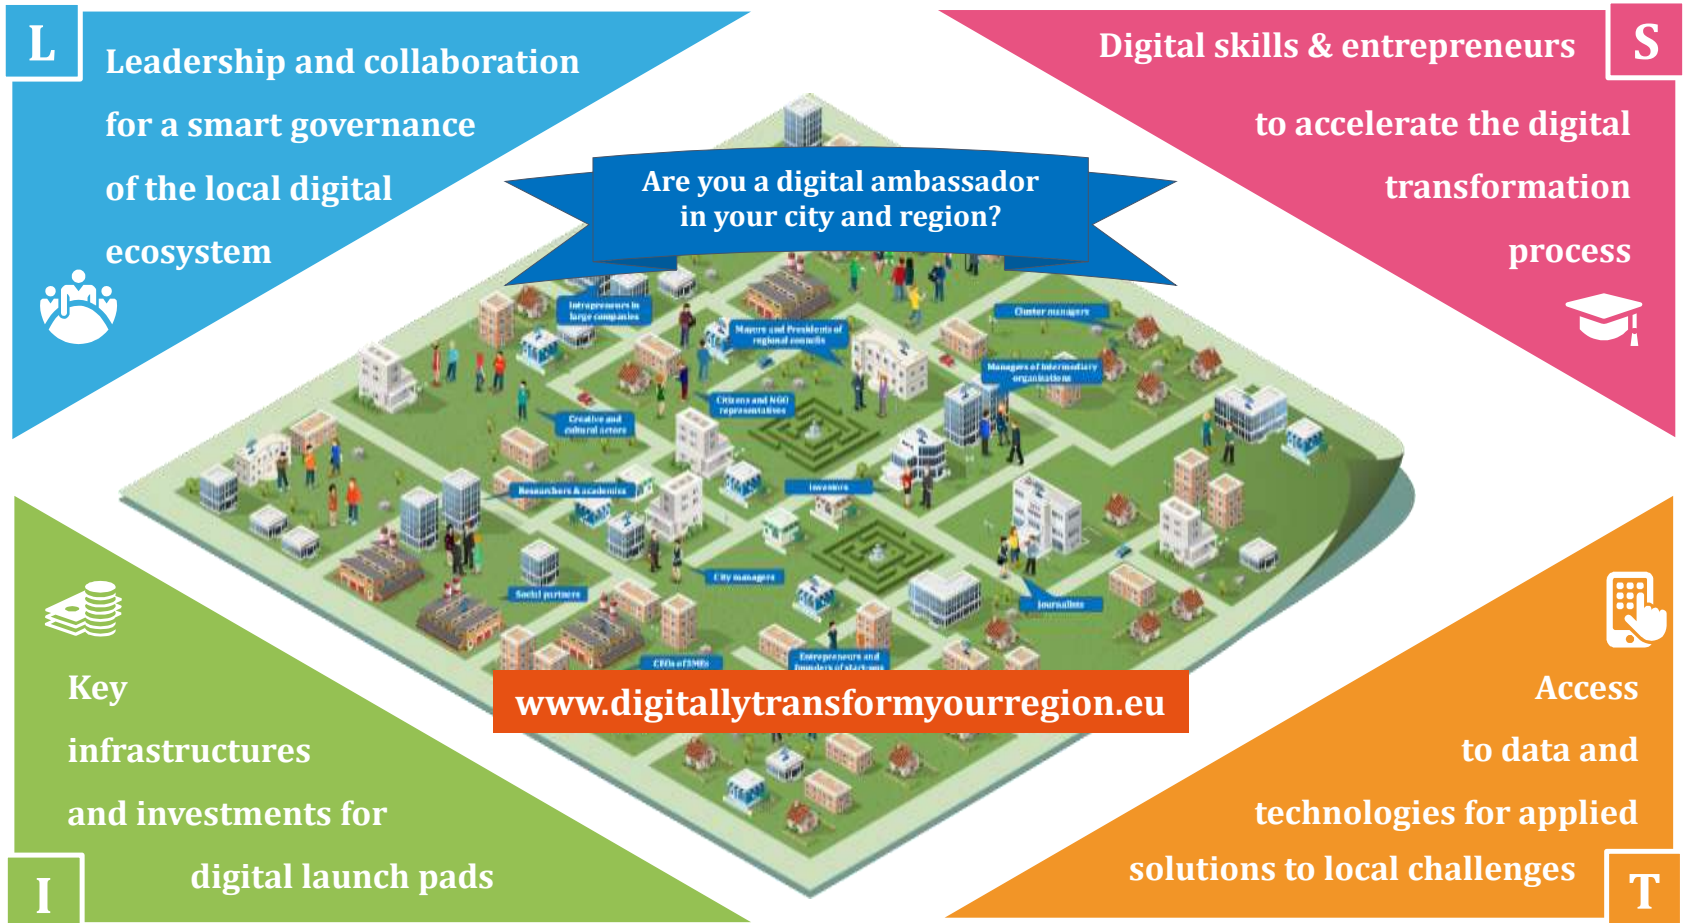 L
Leadership and collaboration
for a smart governance
of the local digital
ecosystem
S
Digital skills & entrepreneurs
to accelerate the digital
transformation
process
Are you a digital ambassador
in your city and region?
Intrapreneurs in
large companies
Mayors and Presidents of
regional councils
Cluster managers
Managers of intermediary
organisations
Citizens and NGO
representatives
Creative and
cultural actors
Researchers & academics
Investors
City managers
Social partners
Journalists
CEOs of SMEs
Entrepreneurs and
founders of start-ups
www.digitallytransformyourregion.eu
Key
infrastructures
and investments for
digital launch pads
I
Access
to data and
technologies for applied
solutions to local challenges
T